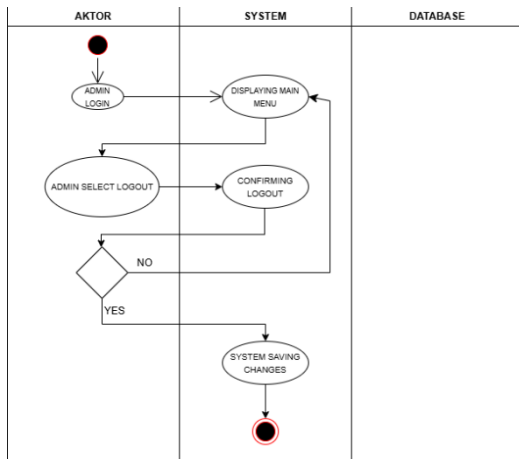 AKTOR
SYSTEM
DATABASE
ADMIN
LOGIN
DISPLAYING MAIN
MENU
ADMIN SELECT LOGOUT
CONFIRMING
LOGOUT
NO
YES
SYSTEM SAVING
CHANGES